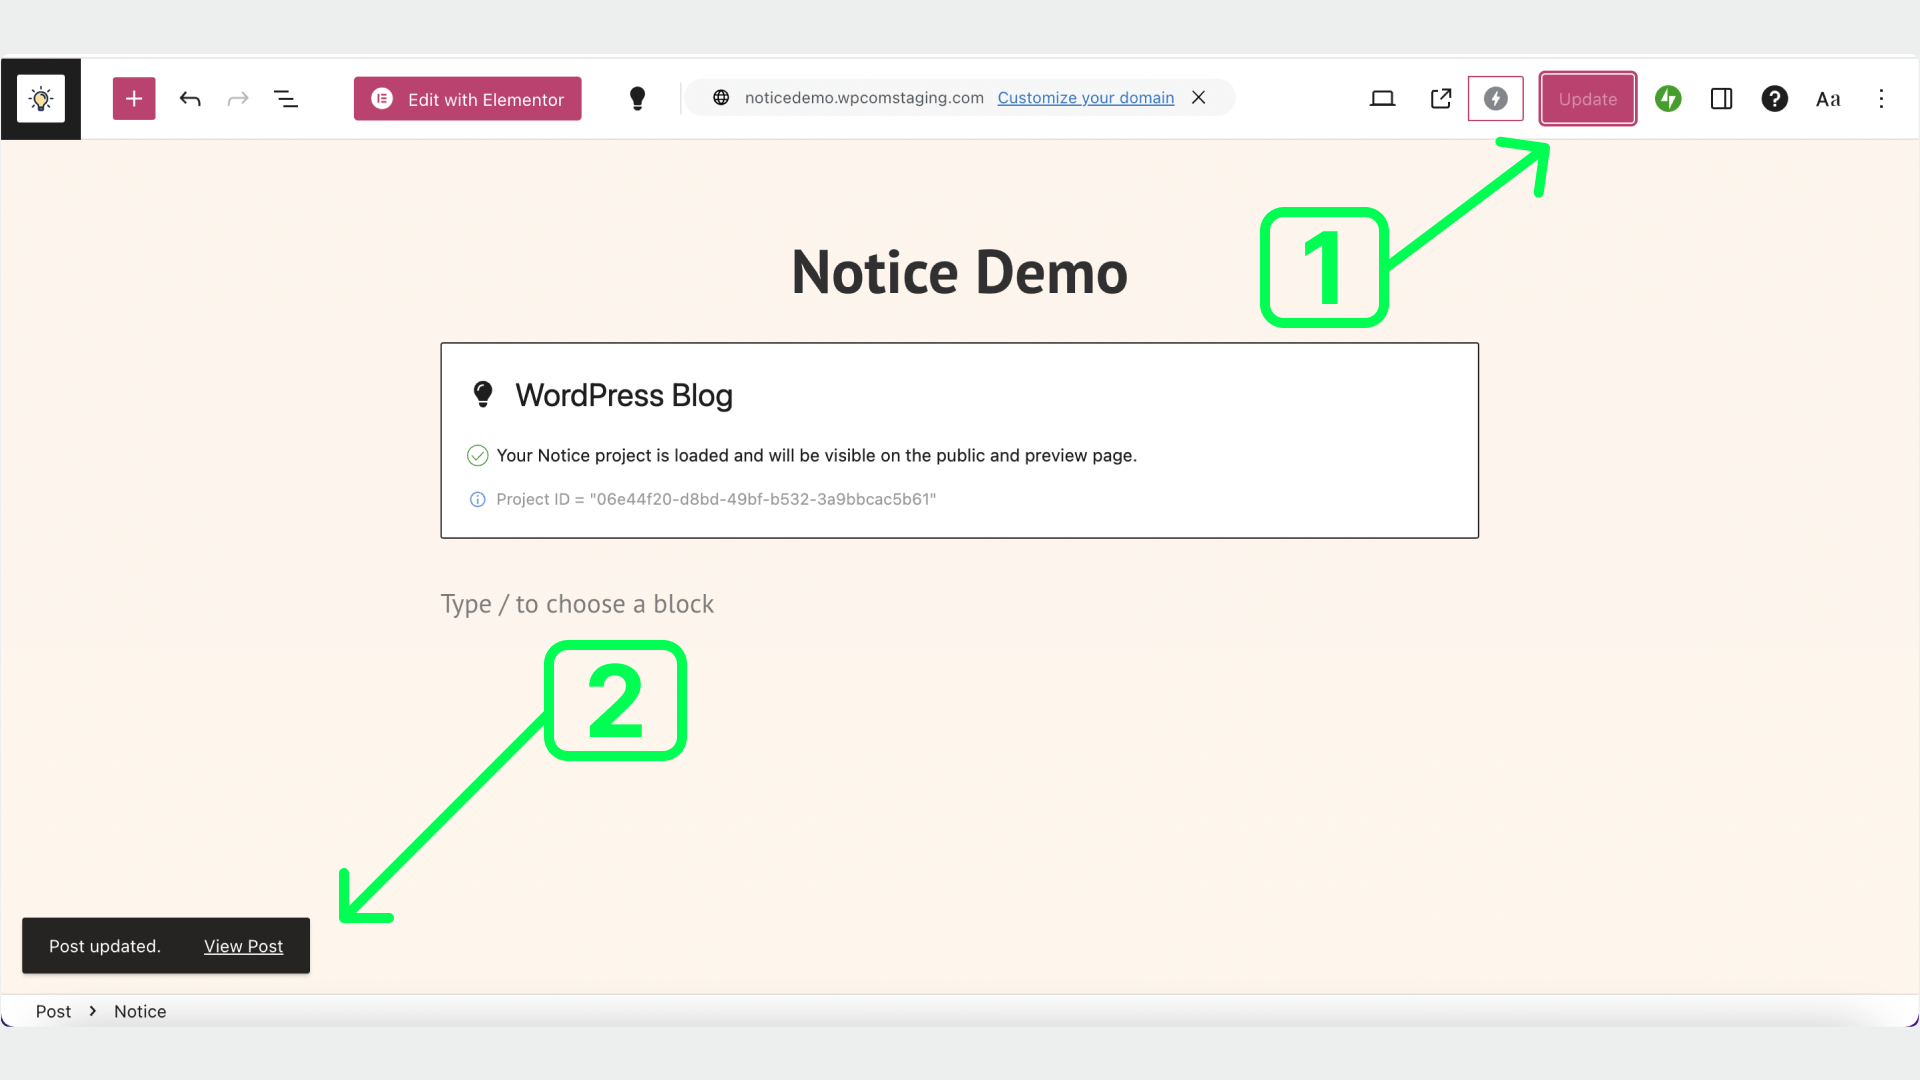 Edit with Elementor
noticedemo.wpcomstaging.com Customize your domain
Update
Aa
1
Notice Demo
WordPress Blog
Your Notice project is loaded and will be visible on the public and preview page.
Project ID = "06e44f20-d8bd-49bf-b532-3a9bbcac5b61"
Type / to choose a block
2
Post updated. View Post
Post > Notice